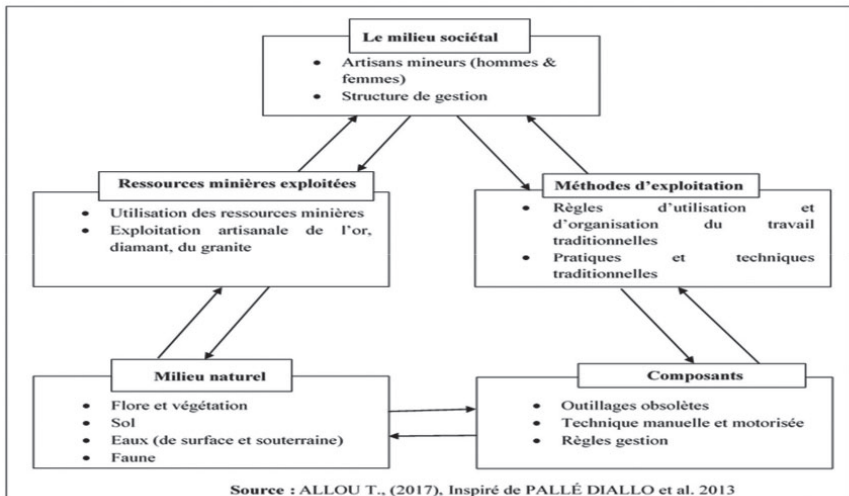 Le milieu sociétal
• Artisans mineurs (hommes &
femmes)
• Structure de gestion
Ressources minières exploitées
• Utilisation des ressources minières
• Exploitation artisanale de l'or,
diamant, du granite
Méthodes d'exploitation
• Règles d'utilisation et
d'organisation du travail
traditionnelles
• Pratiques et techniques
traditionnelles
Milieu naturel
• Flore et végétation
• Sol
• Eaux (de surface et souterraine)
• Faune
Composants
• Outillages obsolètes
• Technique manuelle et motorisée
• Règles gestion
Source : ALLOU T., (2017), Inspiré de PALLÉ DIALLO et al. 2013